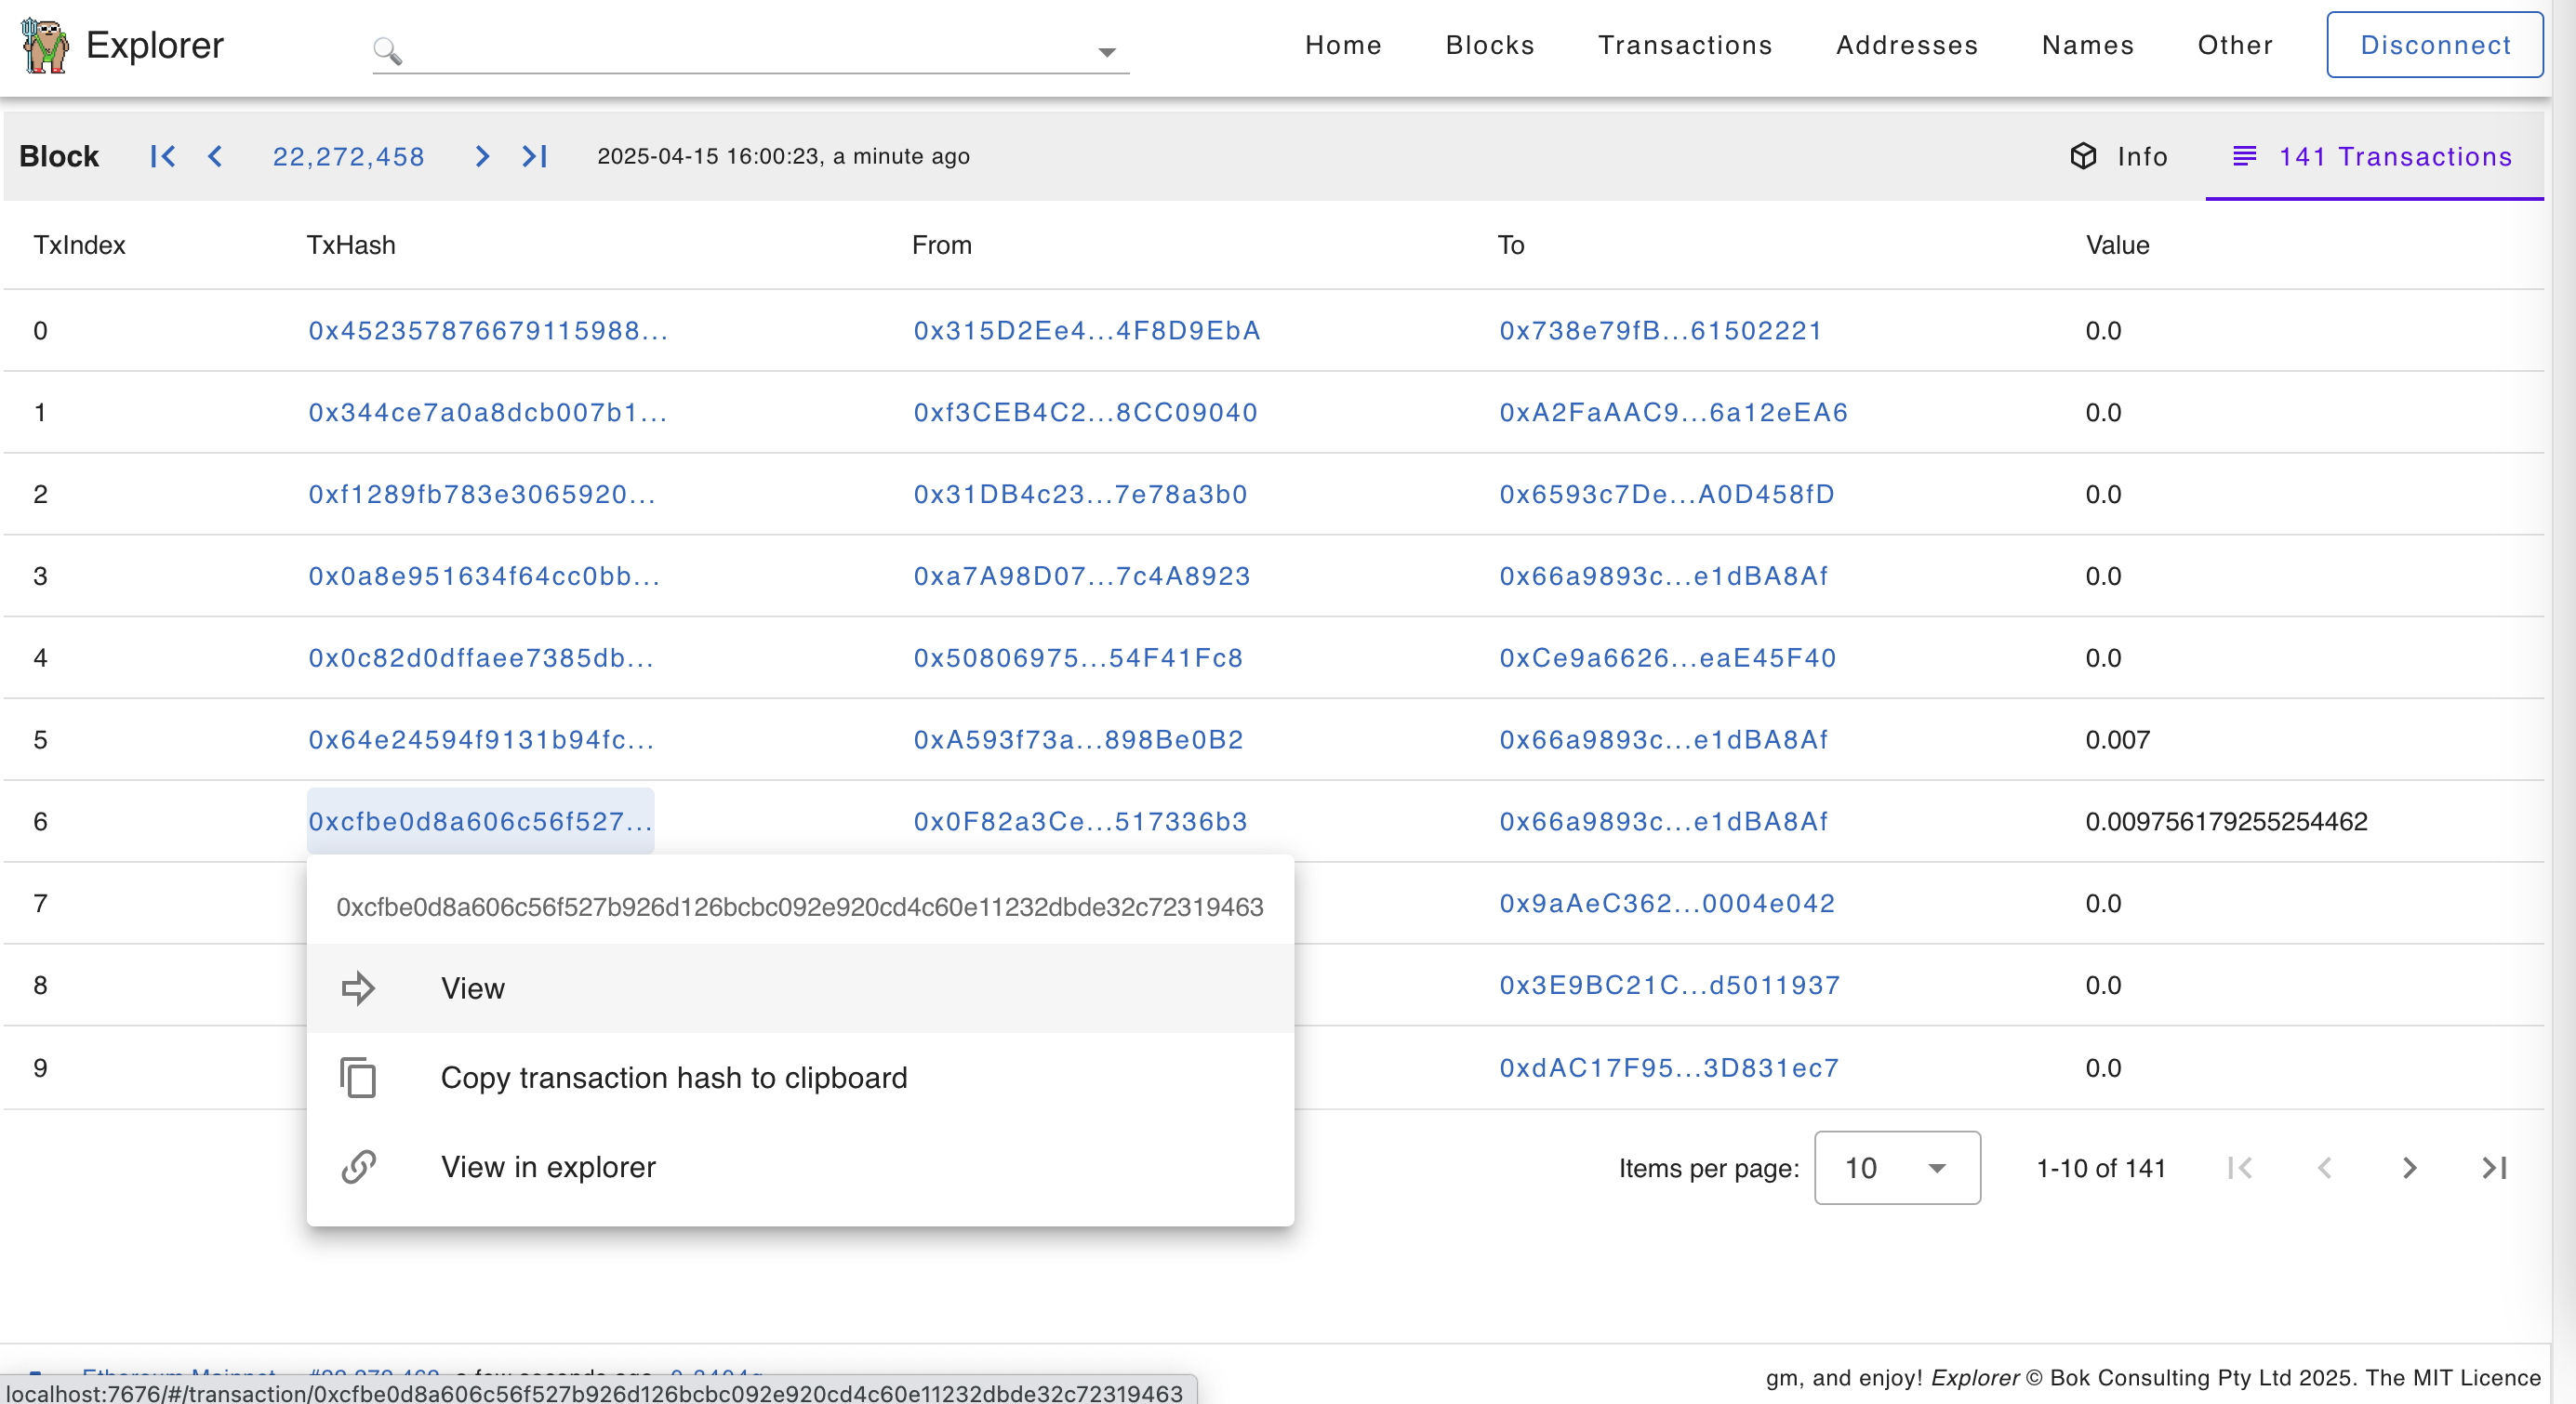 Explorer Home Blocks Transactions Addresses Names Other Disconnect
Block 22,272,458 2025-04-15 16:00:23, a minute ago Info 141 Transactions
TxIndex TxHash From To Value
0 0x452357876679115988... 0x315D2Ee4...4F8D9EbA 0x738e79fB...61502221 0.0
1 0x344ce7a0a8dcb007b1... 0xf3CEB4C2...8CC09040 0xA2FaAAC9...6a12eEA6 0.0
2 0xf1289fb783e3065920... 0x31DB4c23...7e78a3b0 0x6593c7De...A0D458fD 0.0
3 0x0a8e951634f64cc0bb... 0xa7A98D07...7c4A8923 0x66a9893c...e1dBA8Af 0.0
4 0x0c82d0dffaee7385db... 0x50806975...54F41Fc8 0xCe9a6626...eaE45F40 0.0
5 0x64e24594f9131b94fc... 0xA593f73a...898Be0B2 0x66a9893c...e1dBA8Af 0.007
6 0xcfbe0d8a606c56f527... 0x0F82a3Ce...517336b3 0x66a9893c...e1dBA8Af 0.009756179255254462
7 0x9aAeC362...0004e042 0.0
8 0x3E9BC21C...d5011937 0.0
9 0xdAC17F95...3D831ec7 0.0
0xcfbe0d8a606c56f527b926d126bcbc092e920cd4c60e11232dbde32c72319463
View
Copy transaction hash to clipboard
View in explorer
Items per page: 10 1-10 of 141
gm, and enjoy! Explorer © Bok Consulting Pty Ltd 2025. The MIT Licence
localhost:7676/#/transaction/0xcfbe0d8a606c56f527b926d126bcbc092e920cd4c60e11232dbde32c72319463